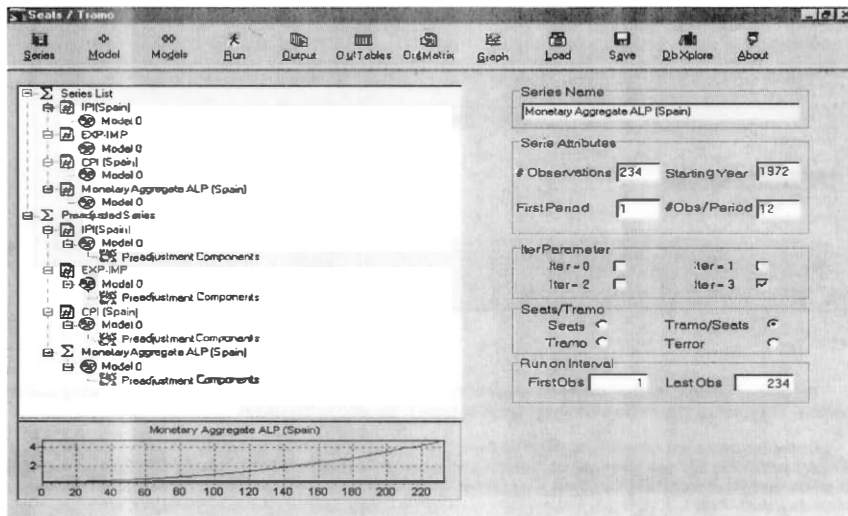 Seats / Tramo
Series Model Models Run Output OutTables OutMatrix Graph Load Save DbXplore About
Series List
IPI(Spain)
Model 0
EXP-IMP
Model 0
CPI (Spain)
Model 0
Monetary Aggregate ALP (Spain)
Model 0
Preadjusted Series
IPI(Spain)
Model 0
Preadjustment Components
EXP-IMP
Model 0
Preadjustment Components
CPI (Spain)
Model 0
Preadjustment Components
Monetary Aggregate ALP (Spain)
Model 0
Preadjustment Components
Series Name
Monetary Aggregate ALP (Spain)
Serie Attributes
# Observations 234 Starting Year 1972
First Period 1 #Obs/Period 12
Iter Parameter
Iter = 0 Iter = 1
Iter = 2 Iter = 3
Seats/Tramo
Seats Tramo/Seats
Tramo Terror
Run on Interval
First Obs 1 Last Obs 234
Monetary Aggregate ALP (Spain)
4
2
0 20 40 60 80 100 120 140 160 180 200 220